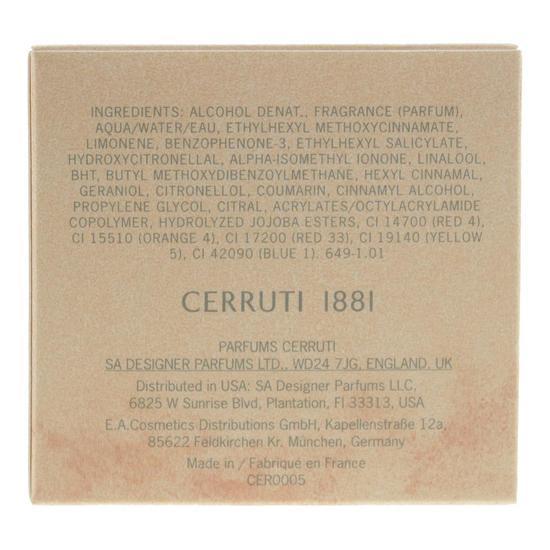 INGREDIENTS: ALCOHOL DENAT., FRAGRANCE (PARFUM),
AQUA/WATER/EAU, ETHYLHEXYL METHOXYCINNAMATE,
LIMONENE, BENZOPHENONE-3, ETHYLHEXYL SALICYLATE,
HYDROXYCITRONELLAL, ALPHA-ISOMETHYL IONONE, LINALOOL,
BHT, BUTYL METHOXYDIBENZOYLMETHANE, HEXYL CINNAMAL,
GERANIOL, CITRONELLOL, COUMARIN, CINNAMYL ALCOHOL,
PROPYLENE GLYCOL, CITRAL, ACRYLATES/OCTYLACRYLAMIDE
COPOLYMER, HYDROLYZED JOJOBA ESTERS, CI 14700 (RED 4),
CI 15510 (ORANGE 4), CI 17200 (RED 33), CI 19140 (YELLOW
5), CI 42090 (BLUE 1). 649-1.01
CERRUTI 1881
PARFUMS CERRUTI
SA DESIGNER PARFUMS LTD., WD24 7JG, ENGLAND, UK
Distributed in USA: SA Designer Parfums LLC,
6825 W Sunrise Blvd, Plantation, Fl 33313, USA
E.A.Cosmetics Distributions GmbH, Kapellenstraße 12a,
85622 Feldkirchen Kr. München, Germany
Made in / Fabriqué en France
CER0005